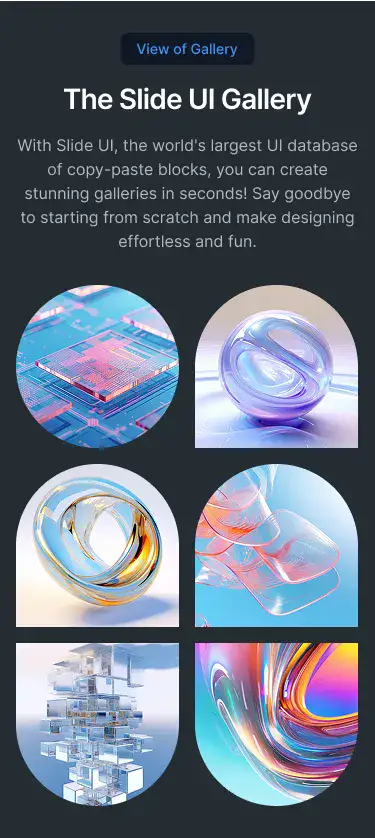 View of Gallery
The Slide UI Gallery
With Slide UI, the world's largest UI database
of copy-paste blocks, you can create
stunning galleries in seconds! Say goodbye
to starting from scratch and make designing
effortless and fun.